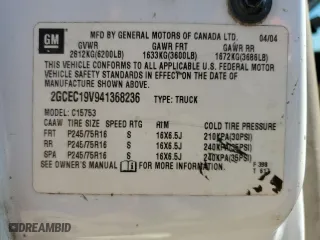 GM
MFD BY GENERAL MOTORS OF CANADA LTD. 04/04
GVWR GAWR FRT GAWR RR
2812KG(6200LB) 1633KG(3600LB) 1672KG(3686LB)
THIS VEHICLE CONFORMS TO ALL APPLICABLE U.S. FEDERAL MOTOR
VEHICLE SAFETY STANDARDS IN EFFECT ON THE DATE OF
MANUFACTURE SHOWN ABOVE.
2GCEC19V941368236 TYPE: TRUCK
MODEL: C15753
CAAW TIRE SIZE SPEED RTG RIM COLD TIRE PRESSURE
FRT P245/75R16 S 16X6.5J 210KPA(30PSI)
RR P245/75R16 S 16X6.5J 240KPA(35PSI)
SPA P245/75R16 S 16X6.5J 240KPA(35PSI)
SEE OWNER'S MANUAL FOR MORE INFORMATION